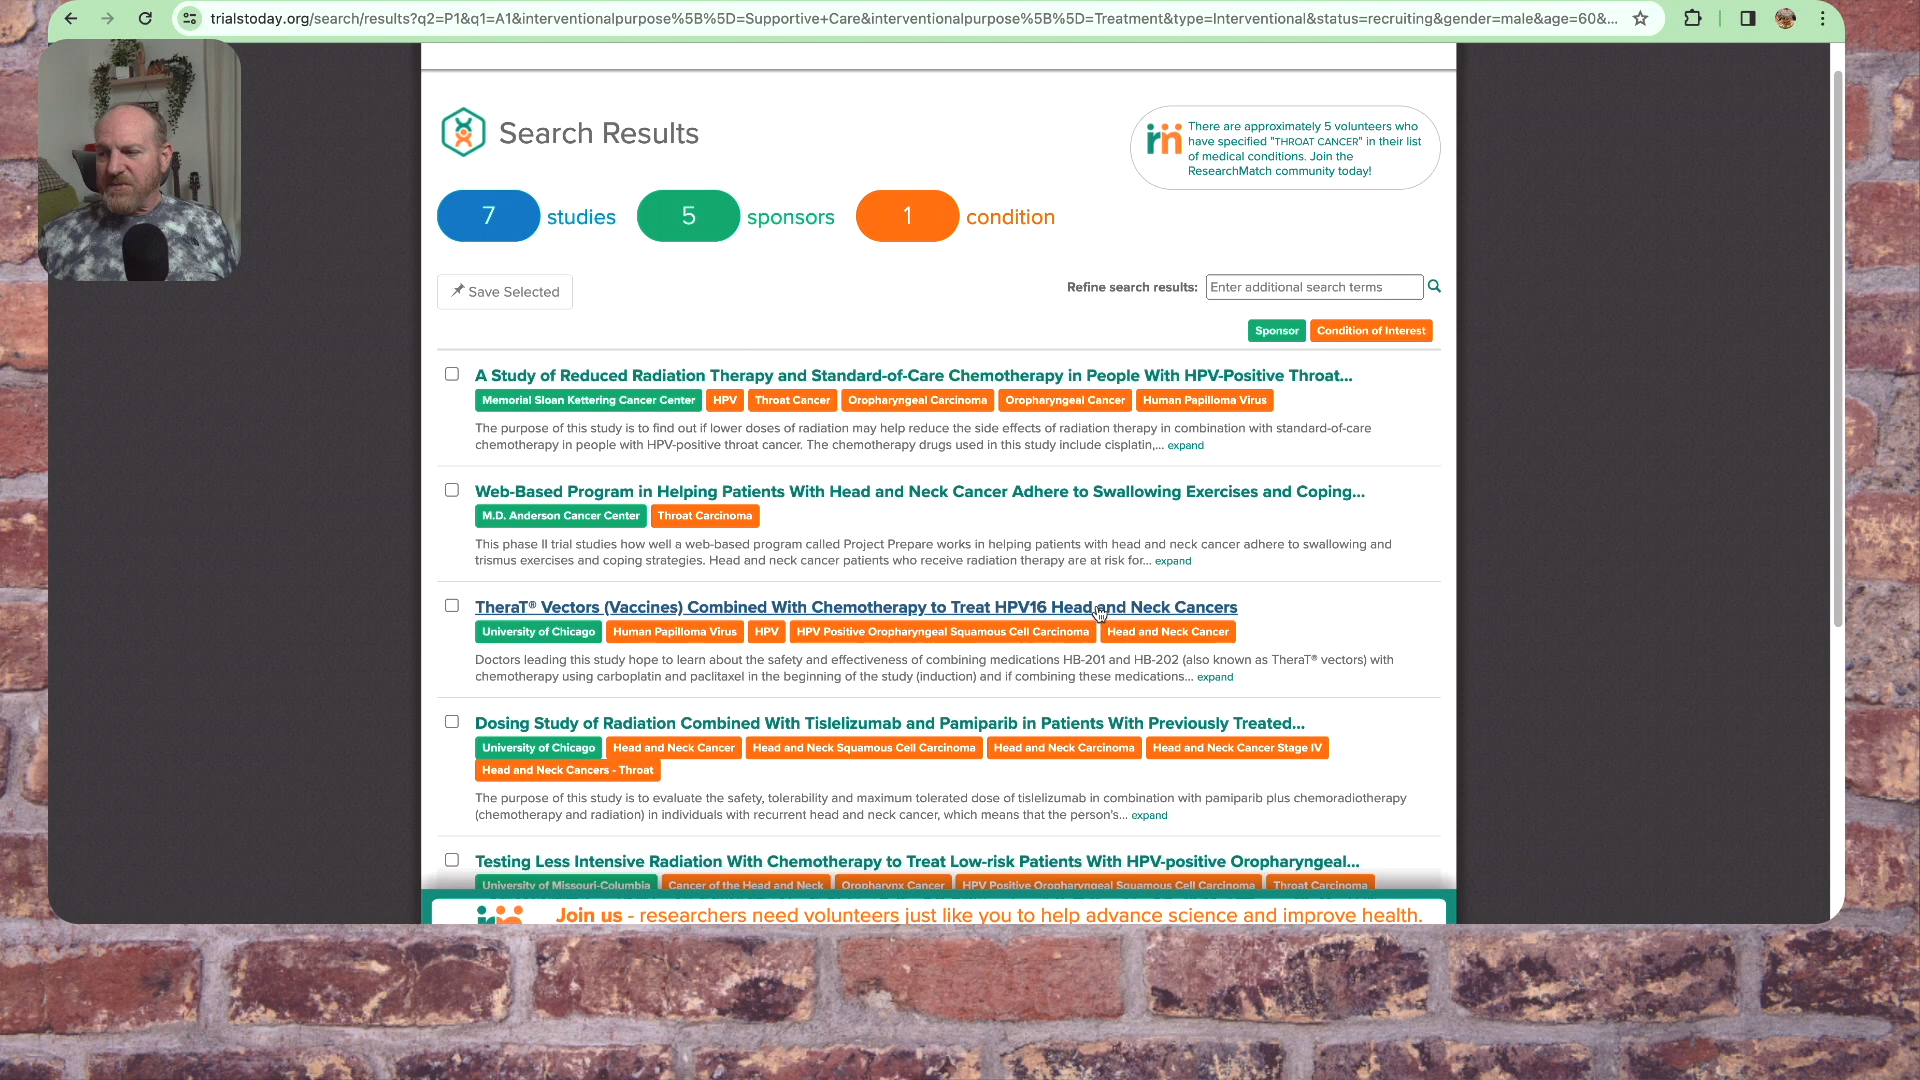 trialstoday.org/search/results?q2=P1&q1=A1&interventionalpurpose%5B%5D=Supportive+Care&interventionalpurpose%5B%5D=Treatment&type=Interventional&status=recruiting&gender=male&age=60&...
Search Results
There are approximately 5 volunteers who
have specified "THROAT CANCER" in their list
of medical conditions. Join the
ResearchMatch community today!
7 studies 5 sponsors 1 condition
Save Selected
Refine search results: Enter additional search terms
Sponsor Condition of Interest
A Study of Reduced Radiation Therapy and Standard-of-Care Chemotherapy in People With HPV-Positive Throat...
Memorial Sloan Kettering Cancer Center HPV Throat Cancer Oropharyngeal Carcinoma Oropharyngeal Cancer Human Papilloma Virus
The purpose of this study is to find out if lower doses of radiation may help reduce the side effects of radiation therapy in combination with standard-of-care
chemotherapy in people with HPV-positive throat cancer. The chemotherapy drugs used in this study include cisplatin,... expand
Web-Based Program in Helping Patients With Head and Neck Cancer Adhere to Swallowing Exercises and Coping...
M.D. Anderson Cancer Center Throat Carcinoma
This phase II trial studies how well a web-based program called Project Prepare works in helping patients with head and neck cancer adhere to swallowing and
trismus exercises and coping strategies. Head and neck cancer patients who receive radiation therapy are at risk for... expand
TheraT® Vectors (Vaccines) Combined With Chemotherapy to Treat HPV16 Head and Neck Cancers
University of Chicago Human Papilloma Virus HPV HPV Positive Oropharyngeal Squamous Cell Carcinoma Head and Neck Cancer
Doctors leading this study hope to learn about the safety and effectiveness of combining medications HB-201 and HB-202 (also known as TheraT® vectors) with
chemotherapy using carboplatin and paclitaxel in the beginning of the study (induction) and if combining these medications... expand
Dosing Study of Radiation Combined With Tislelizumab and Pamiparib in Patients With Previously Treated...
University of Chicago Head and Neck Cancer Head and Neck Squamous Cell Carcinoma Head and Neck Carcinoma Head and Neck Cancer Stage IV
Head and Neck Cancers - Throat
The purpose of this study is to evaluate the safety, tolerability and maximum tolerated dose of tislelizumab in combination with pamiparib plus chemoradiotherapy
(chemotherapy and radiation) in individuals with recurrent head and neck cancer, which means that the person's... expand
Testing Less Intensive Radiation With Chemotherapy to Treat Low-risk Patients With HPV-positive Oropharyngeal...
University of Missouri-Columbia Cancer of the Head and Neck Oropharynx Cancer HPV Positive Oropharyngeal Squamous Cell Carcinoma Throat Carcinoma
Join us - researchers need volunteers just like you to help advance science and improve health.